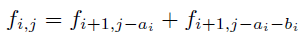 f_{i,j} = f_{i+1,j-a_i} + f_{i+1,j-a_i-b_i}